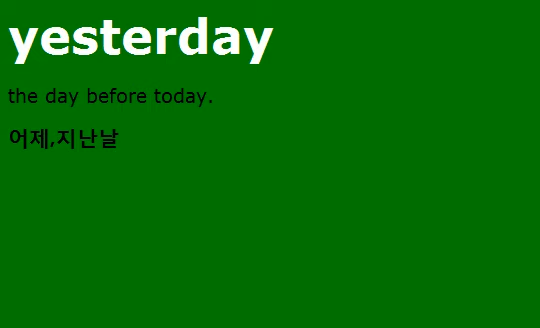 yesterday
the day before today.
어제,지난날